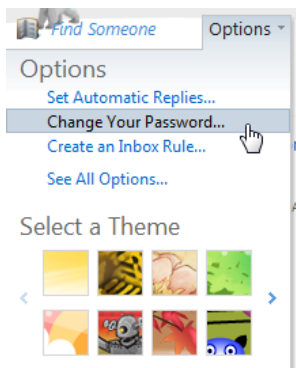 Find Someone
Options
Options
Set Automatic Replies...
Change Your Password...
Create an Inbox Rule...
See All Options...
Select a Theme